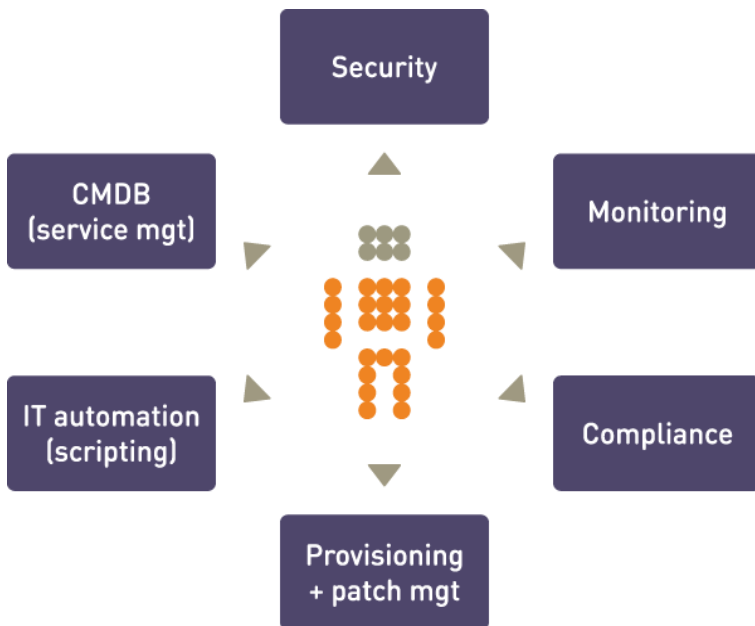 Security
CMDB
(service mgt)
Monitoring
IT automation
(scripting)
Compliance
Provisioning
+ patch mgt